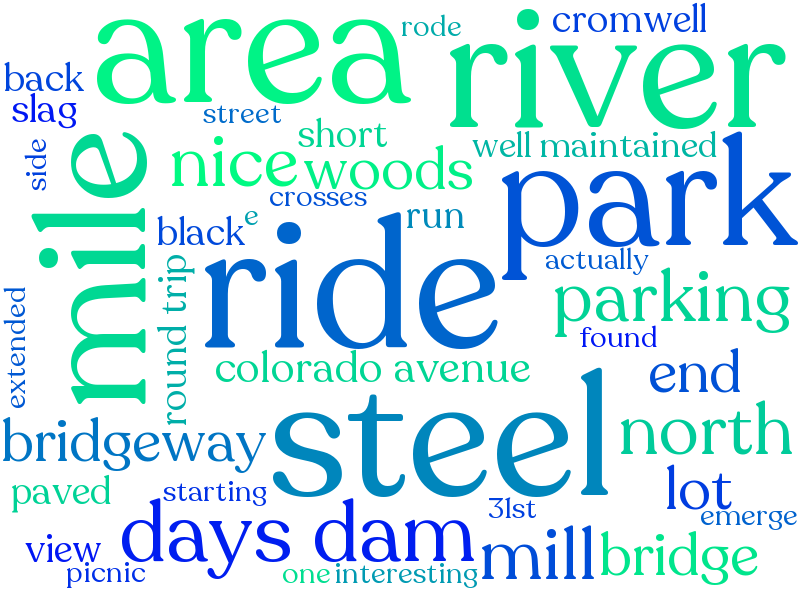 area
rode
cromwell
river
back
slag
street
short
side
mile
nice
woods
well maintained
crosses
park
black
e
run
ride
actually
round trip
parking
extended
found
colorado avenue
end
steel
bridgeway
north
paved
starting
lot
31st
emerge
days dam
view
picnic
mill
bridge
one
interesting